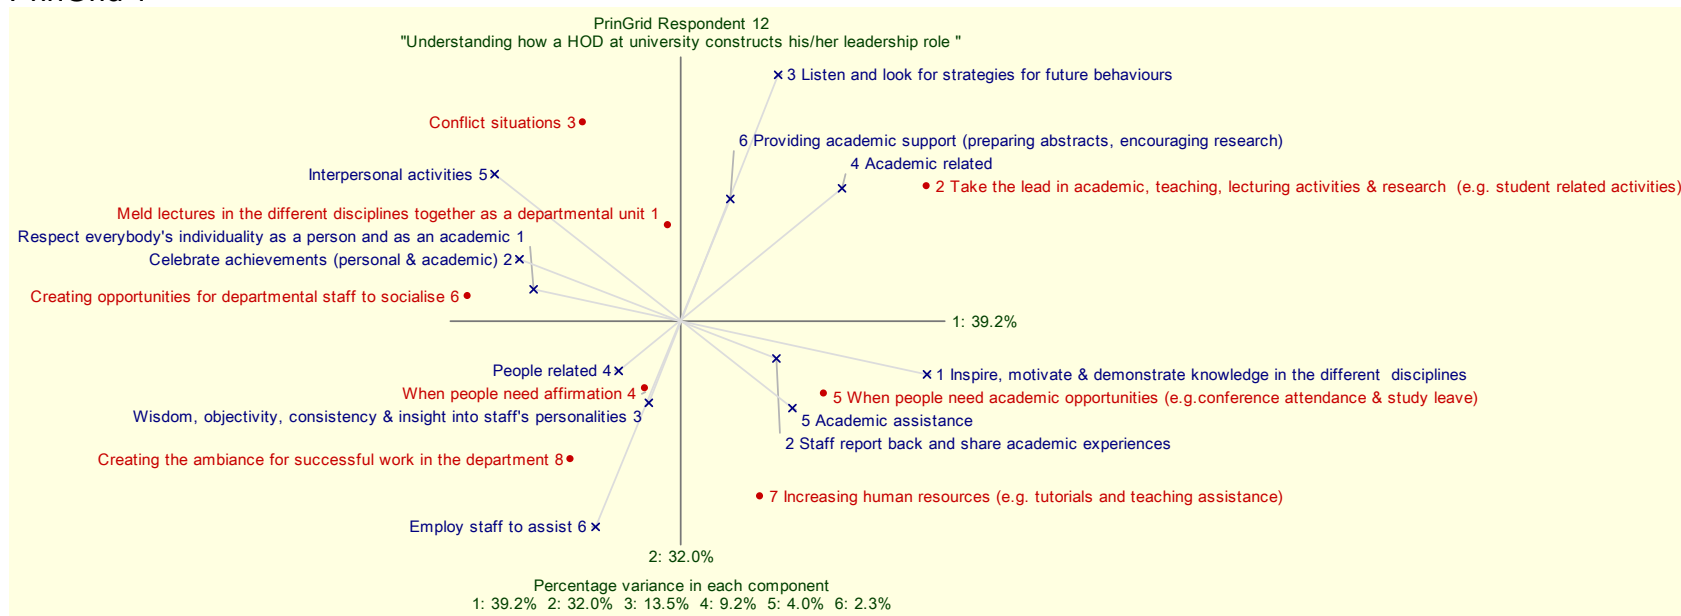 PrinGrid Respondent 12
"Understanding how a HOD at university constructs his/her leadership role "
3 Listen and look for strategies for future behaviours
Conflict situations 3
6 Providing academic support (preparing abstracts, encouraging research)
4 Academic related
Interpersonal activities 5
2 Take the lead in academic, teaching, lecturing activities & research (e.g. student related activities)
Meld lectures in the different disciplines together as a departmental unit 1
Respect everybody's individuality as a person and as an academic 1
Celebrate achievements (personal & academic) 2
Creating opportunities for departmental staff to socialise 6
1: 39.2%
People related 4
1 Inspire, motivate & demonstrate knowledge in the different disciplines
When people need affirmation 4
5 When people need academic opportunities (e.g.conference attendance & study leave)
Wisdom, objectivity, consistency & insight into staff's personalities 3
5 Academic assistance
2 Staff report back and share academic experiences
Creating the ambiance for successful work in the department 8
7 Increasing human resources (e.g. tutorials and teaching assistance)
Employ staff to assist 6
2: 32.0%
Percentage variance in each component
1: 39.2% 2: 32.0% 3: 13.5% 4: 9.2% 5: 4.0% 6: 2.3%